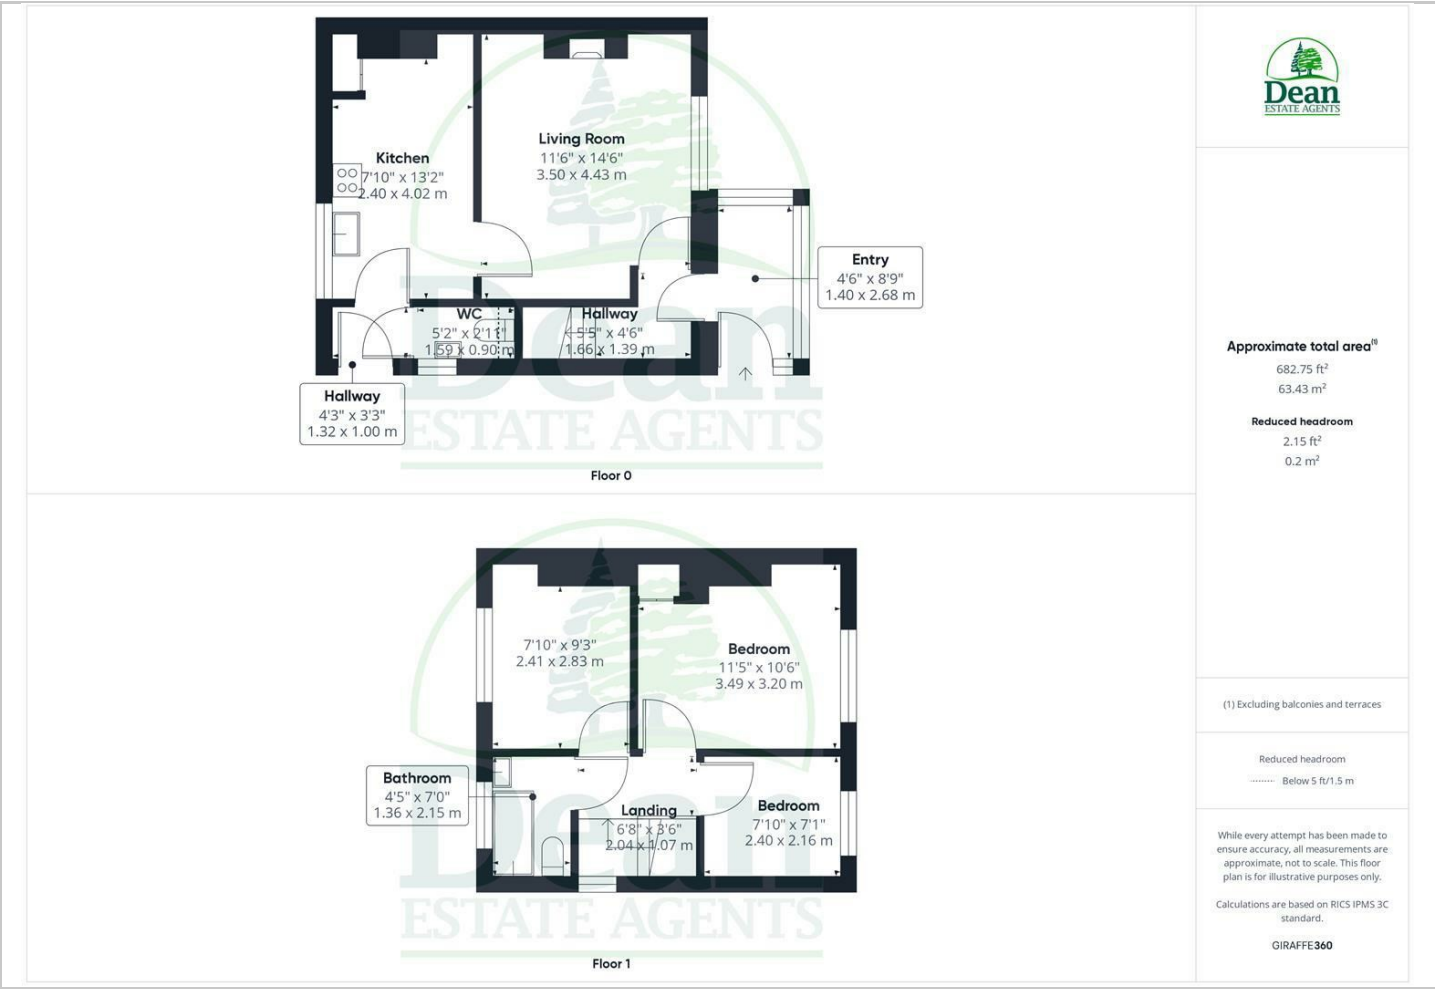 Kitchen
7'10" x 13'2"
2.40 x 4.02 m
Living Room
11'6" x 14'6"
3.50 x 4.43 m
Entry
4'6" x 8'9"
1.40 x 2.68 m
WC
5'2" x 2'11"
1.59 x 0.90 m
Hallway
5'5" x 4'6"
1.66 x 1.39 m
Hallway
4'3" x 3'3"
1.32 x 1.00 m
Dean
ESTATE AGENTS
Floor 0
7'10" x 9'3"
2.41 x 2.83 m
Bedroom
11'5" x 10'6"
3.49 x 3.20 m
Bathroom
4'5" x 7'0"
1.36 x 2.15 m
Landing
6'8" x 3'6"
2.04 x 1.07 m
Bedroom
7'10" x 7'1"
2.40 x 2.16 m
Dean
ESTATE AGENTS
Floor 1
Dean
ESTATE AGENTS
Approximate total area(1)
682.75 ft²
63.43 m²
Reduced headroom
2.15 ft²
0.2 m²
(1) Excluding balconies and terraces
Reduced headroom
Below 5 ft/1.5 m
While every attempt has been made to
ensure accuracy, all measurements are
approximate, not to scale. This floor
plan is for illustrative purposes only.
Calculations are based on RICS IPMS 3C
standard.
GIRAFFE360